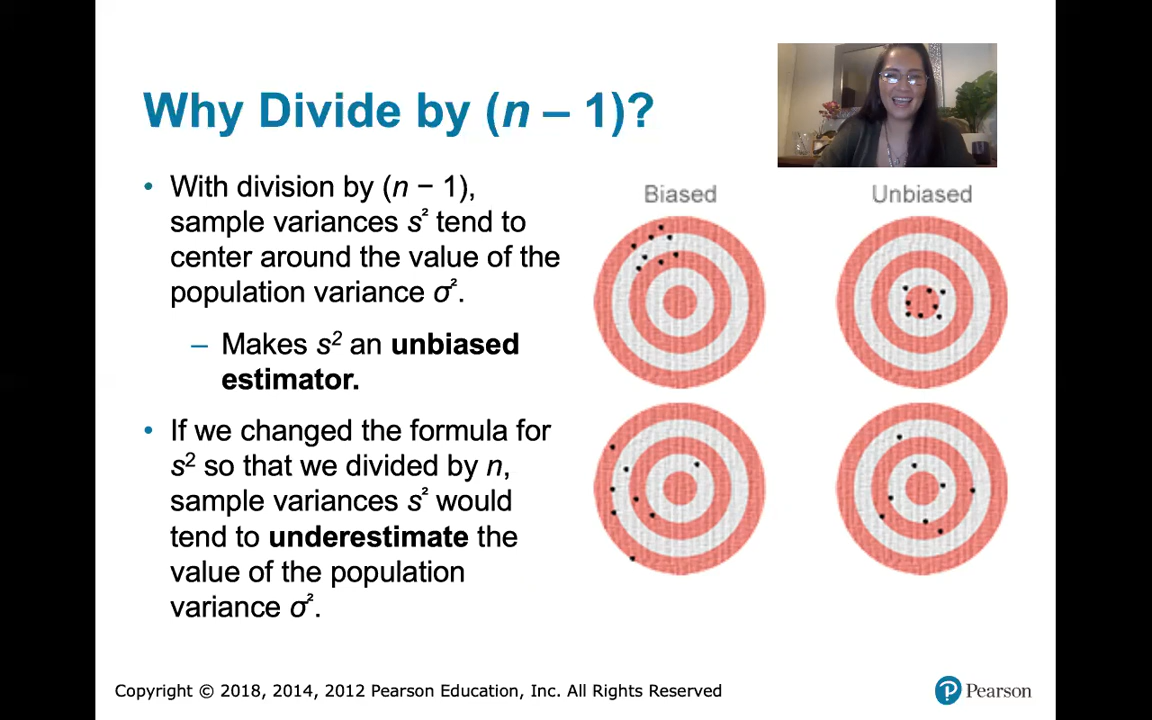 Why Divide by (n – 1)?
• With division by (n − 1),
sample variances s² tend to
center around the value of the
population variance σ².
– Makes s² an unbiased
estimator.
• If we changed the formula for
s² so that we divided by n,
sample variances s² would
tend to underestimate the
value of the population
variance σ².
Biased
Unbiased
Copyright © 2018, 2014, 2012 Pearson Education, Inc. All Rights Reserved
P Pearson